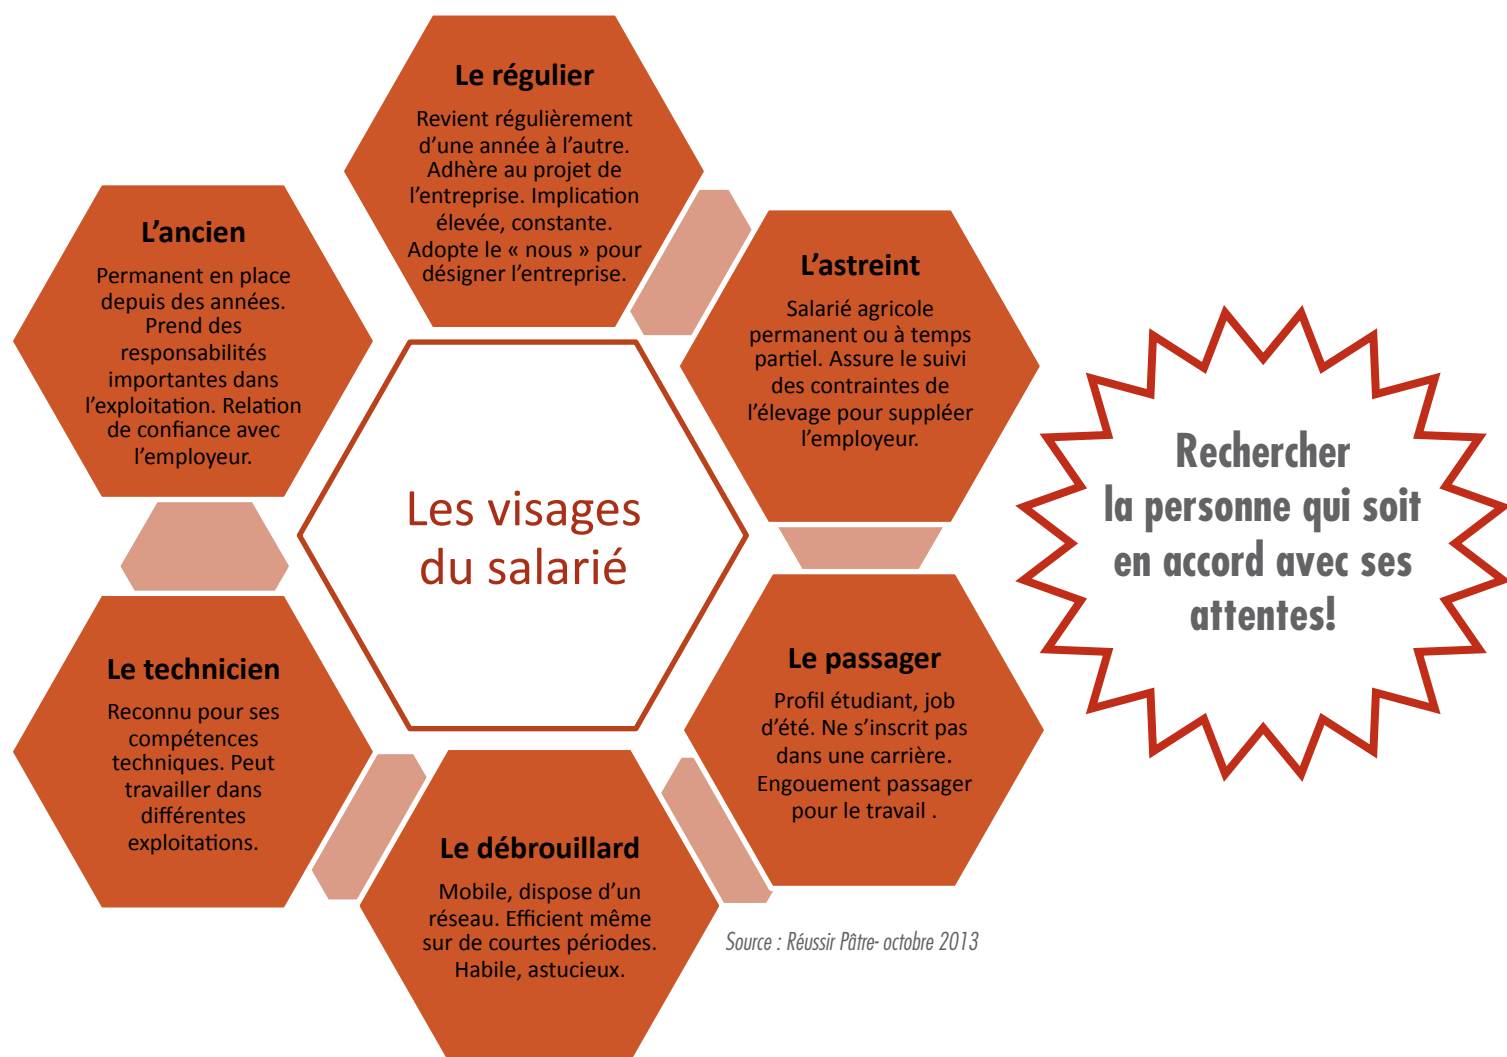 Le régulier
Revient régulièrement
d’une année à l’autre.
Adhère au projet de
l’entreprise. Implication
élevée, constante.
Adopte le « nous » pour
désigner l’entreprise.
L’ancien
Permanent en place
depuis des années.
Prend des
responsabilités
importantes dans
l’exploitation. Relation
de confiance avec
l’employeur.
L’astreint
Salarié agricole
permanent ou à temps
partiel. Assure le suivi
des contraintes de
l’élevage pour suppléer
l’employeur.
Les visages
du salarié
Rechercher
la personne qui soit
en accord avec ses
attentes!
Le technicien
Reconnu pour ses
compétences
techniques. Peut
travailler dans
différentes
exploitations.
Le passager
Profil étudiant, job
d’été. Ne s’inscrit pas
dans une carrière.
Engouement passager
pour le travail .
Le débrouillard
Mobile, dispose d’un
réseau. Efficient même
sur de courtes périodes.
Habile, astucieux.
Source : Réussir Pâtre- octobre 2013